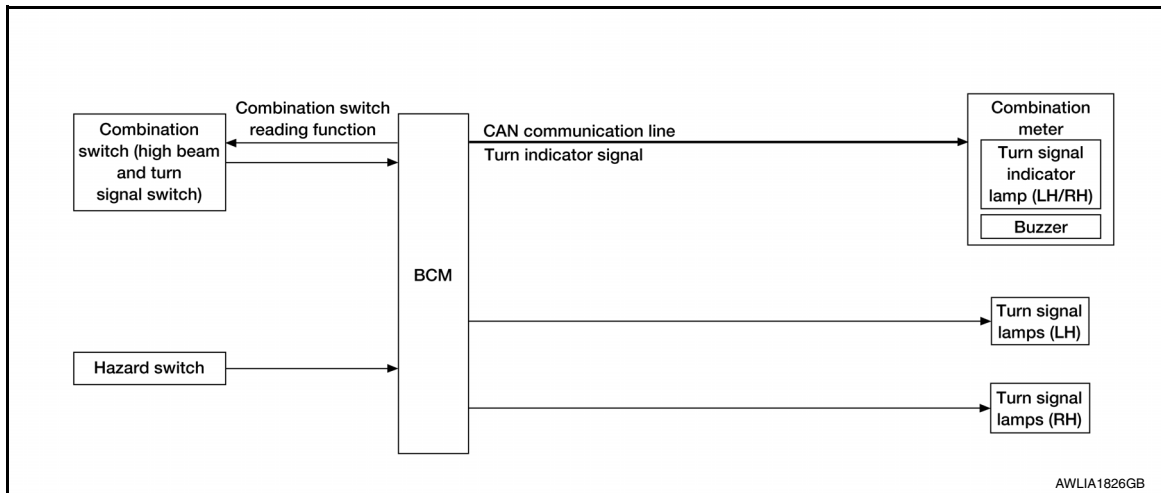 Combination switch
reading function
Combination
switch (high beam
and turn
signal switch)
BCM
CAN communication line
Turn indicator signal
Combination
meter
Turn signal
indicator
lamp (LH/RH)
Buzzer
Turn signal
lamps (LH)
Hazard switch
Turn signal
lamps (RH)
AWLIA1826GB